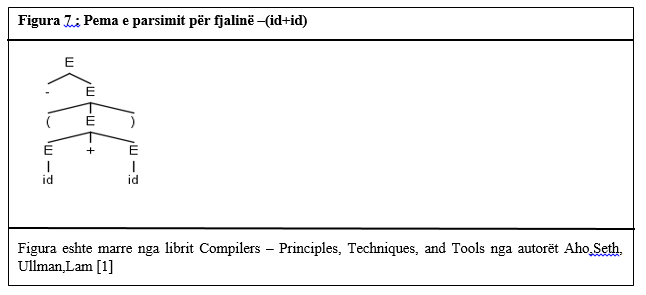 Figura 7 : Pema e parsimit për fjalinë –(id+id)
E
- E
( E )
E + E
id id
Figura eshte marre nga librit Compilers – Principles, Techniques, and Tools nga autorët Aho,Seth,
Ullman,Lam [1]